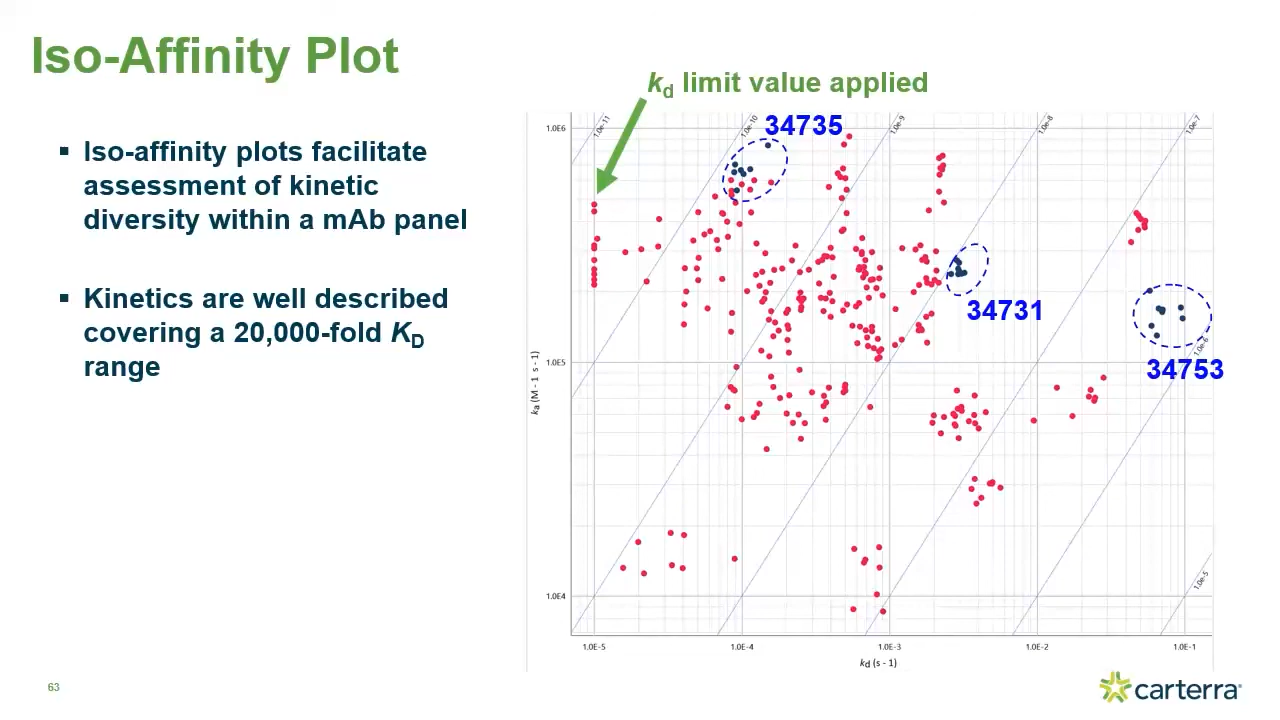 Iso-Affinity Plot
▪ Iso-affinity plots facilitate
assessment of kinetic
diversity within a mAb panel
▪ Kinetics are well described
covering a 20,000-fold KD
range
kd limit value applied
1.0e-11
1.0e-10
1.0e-9
1.0e-8
1.0e-7
34735
34731
34753
1.0e-6
1.0e-5
1.0E6
1.0E5
1.0E4
ka (M - 1 s - 1)
1.0E-5
1.0E-4
1.0E-3
1.0E-2
1.0E-1
kd (s - 1)
63
carterra®